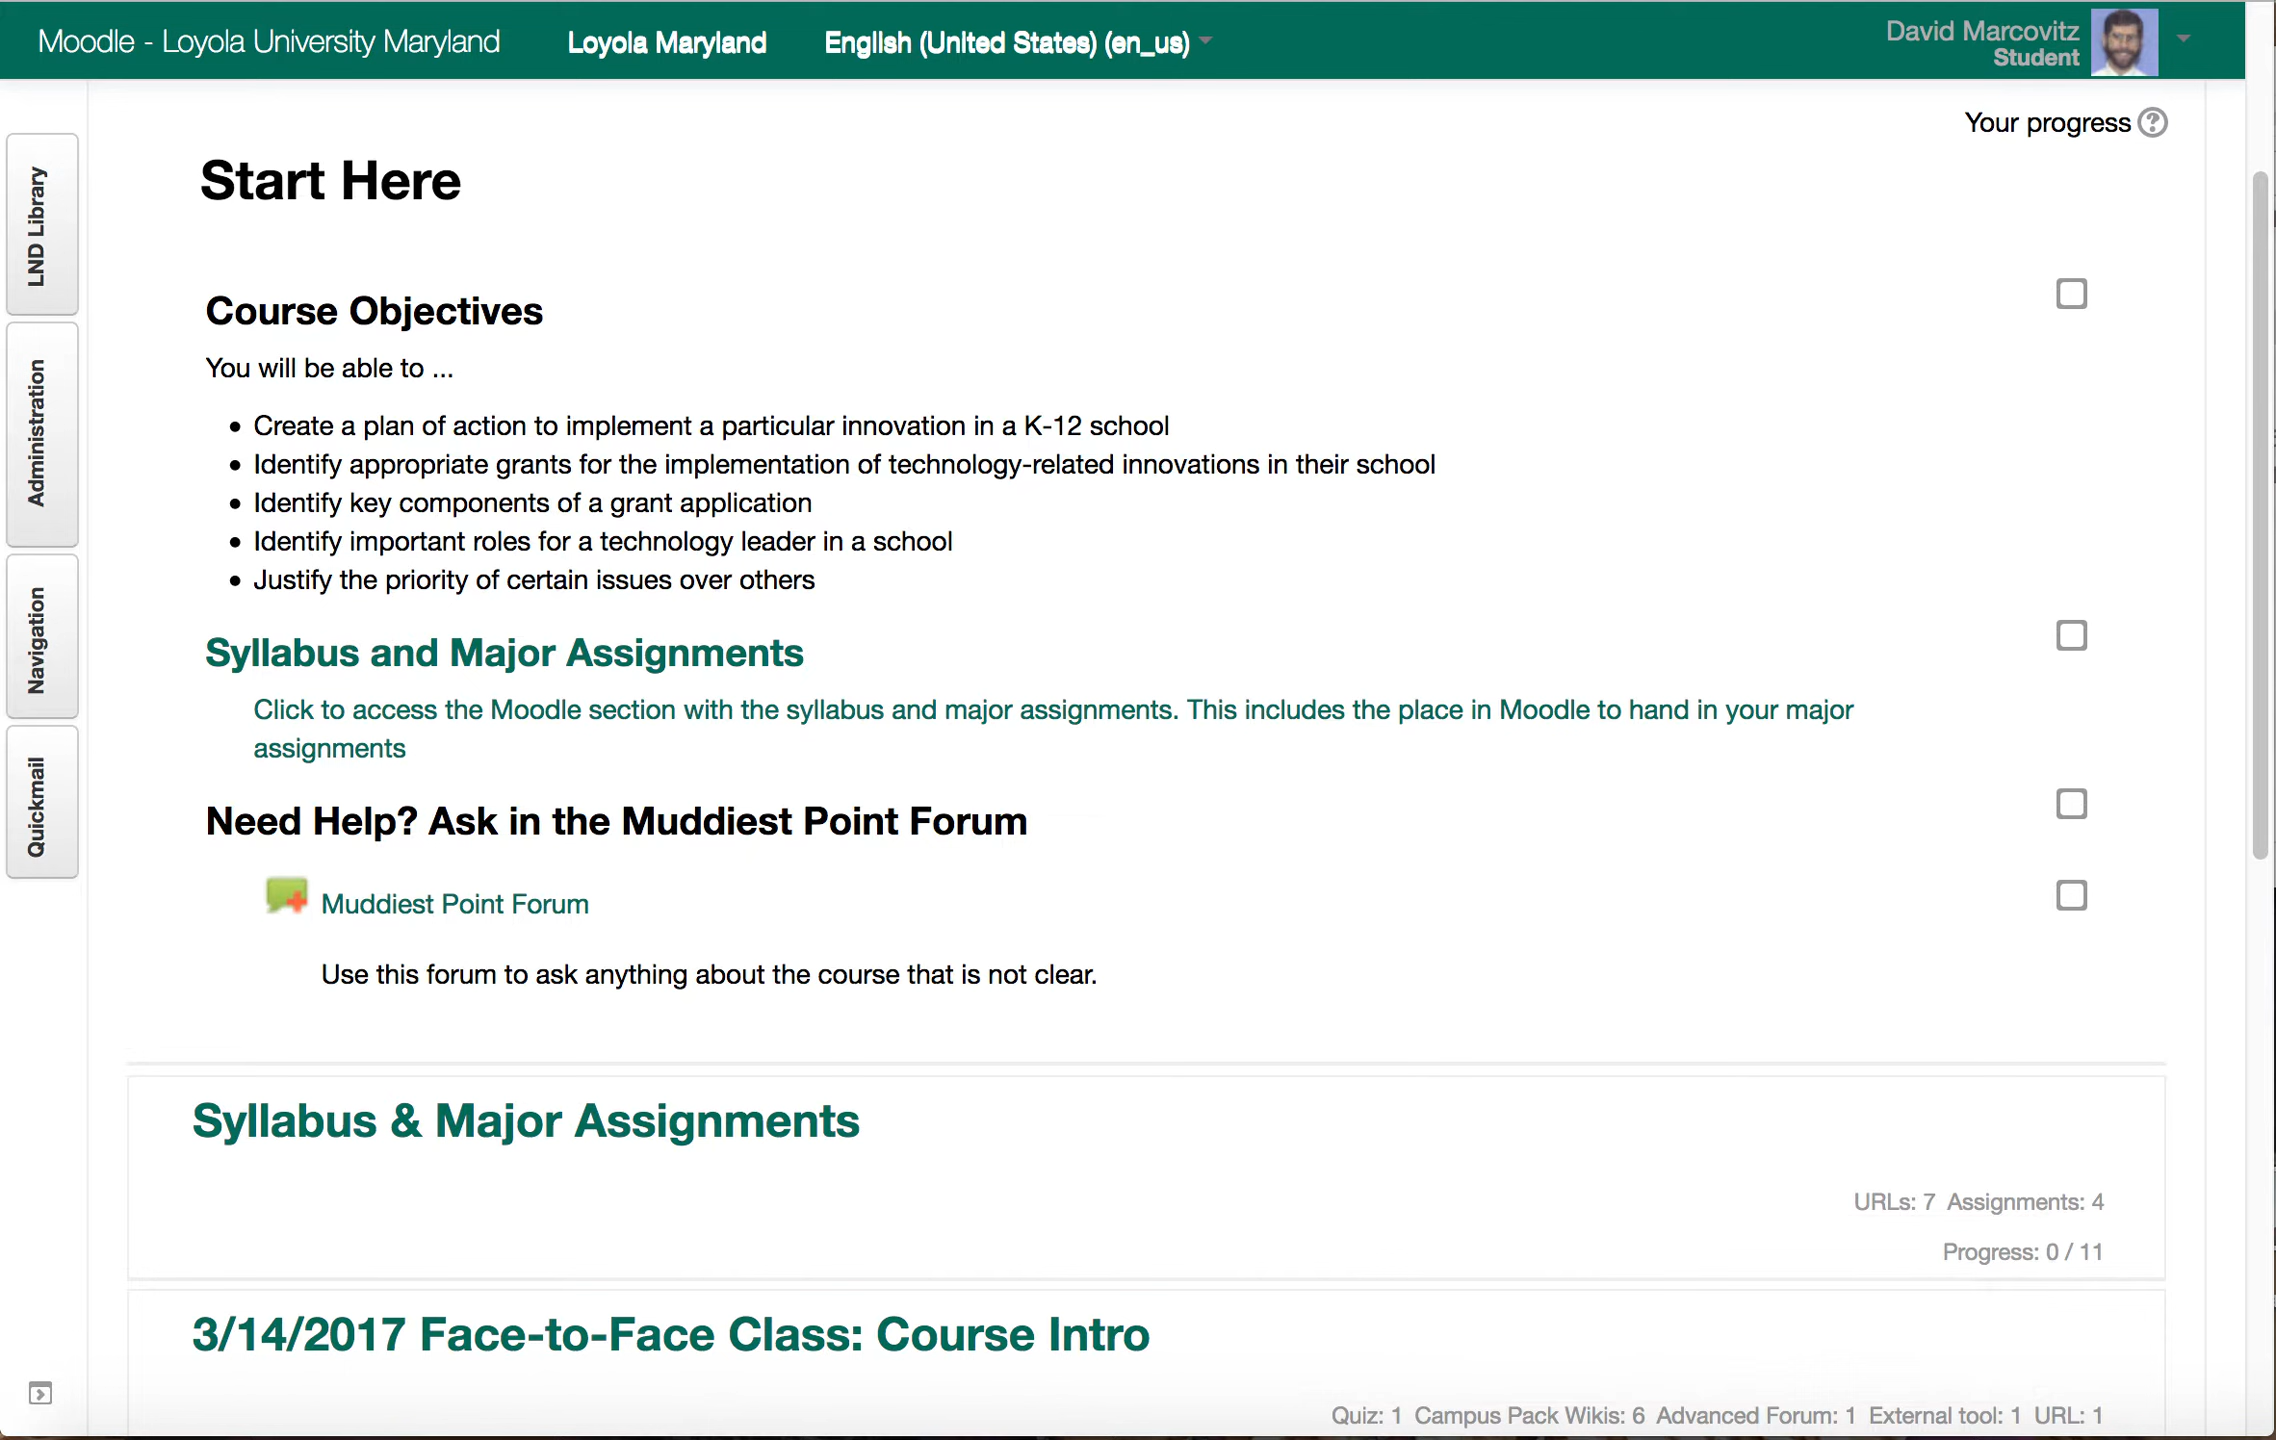 Moodle - Loyola University Maryland
Loyola Maryland
English (United States) (en_us)
David Marcovitz
Student
Your progress
LND Library
Administration
Navigation
Quickmail
Start Here
Course Objectives
You will be able to ...
Create a plan of action to implement a particular innovation in a K-12 school
Identify appropriate grants for the implementation of technology-related innovations in their school
Identify key components of a grant application
Identify important roles for a technology leader in a school
Justify the priority of certain issues over others
Syllabus and Major Assignments
Click to access the Moodle section with the syllabus and major assignments. This includes the place in Moodle to hand in your major
assignments
Need Help? Ask in the Muddiest Point Forum
Muddiest Point Forum
Use this forum to ask anything about the course that is not clear.
Syllabus & Major Assignments
URLs: 7 Assignments: 4
Progress: 0 / 11
3/14/2017 Face-to-Face Class: Course Intro
Quiz: 1 Campus Pack Wikis: 6 Advanced Forum: 1 External tool: 1 URL: 1